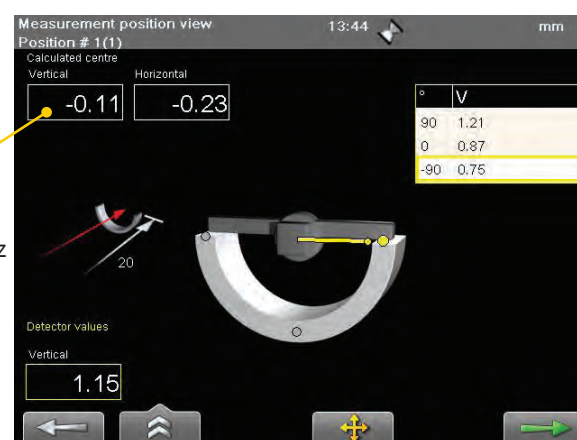 Measurement position view
13:44
mm
Position # 1(1)
Calculated centre
Vertical Horizontal
-0.11 -0.23
° V
90 1.21
0 0.87
-90 0.75
z
20
Detector values
Vertical
1.15